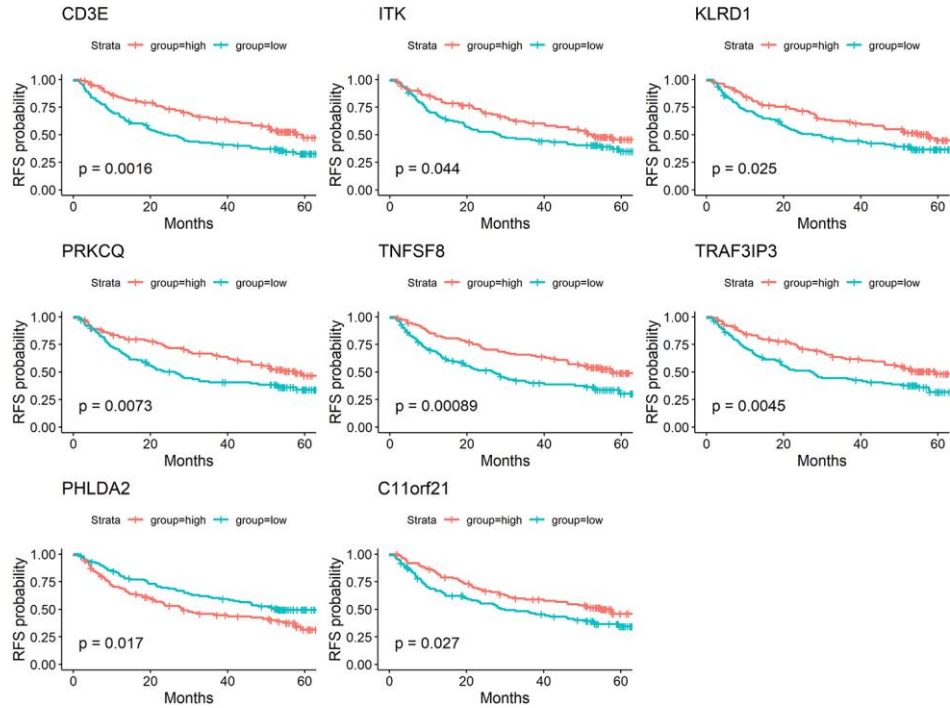 CD3E
Strata group=high group=low
1.00
0.75
0.50
0.25
0.00
RFS probability
p = 0.0016
0 20 40 60
Months
ITK
Strata group=high group=low
1.00
0.75
0.50
0.25
0.00
RFS probability
p = 0.044
0 20 40 60
Months
KLRD1
Strata group=high group=low
1.00
0.75
0.50
0.25
0.00
RFS probability
p = 0.025
0 20 40 60
Months
PRKCQ
Strata group=high group=low
1.00
0.75
0.50
0.25
0.00
RFS probability
p = 0.0073
0 20 40 60
Months
TNFSF8
Strata group=high group=low
1.00
0.75
0.50
0.25
0.00
RFS probability
p = 0.00089
0 20 40 60
Months
TRAF3IP3
Strata group=high group=low
1.00
0.75
0.50
0.25
0.00
RFS probability
p = 0.0045
0 20 40 60
Months
PHLDA2
Strata group=high group=low
1.00
0.75
0.50
0.25
0.00
RFS probability
p = 0.017
0 20 40 60
Months
C11orf21
Strata group=high group=low
1.00
0.75
0.50
0.25
0.00
RFS probability
p = 0.027
0 20 40 60
Months